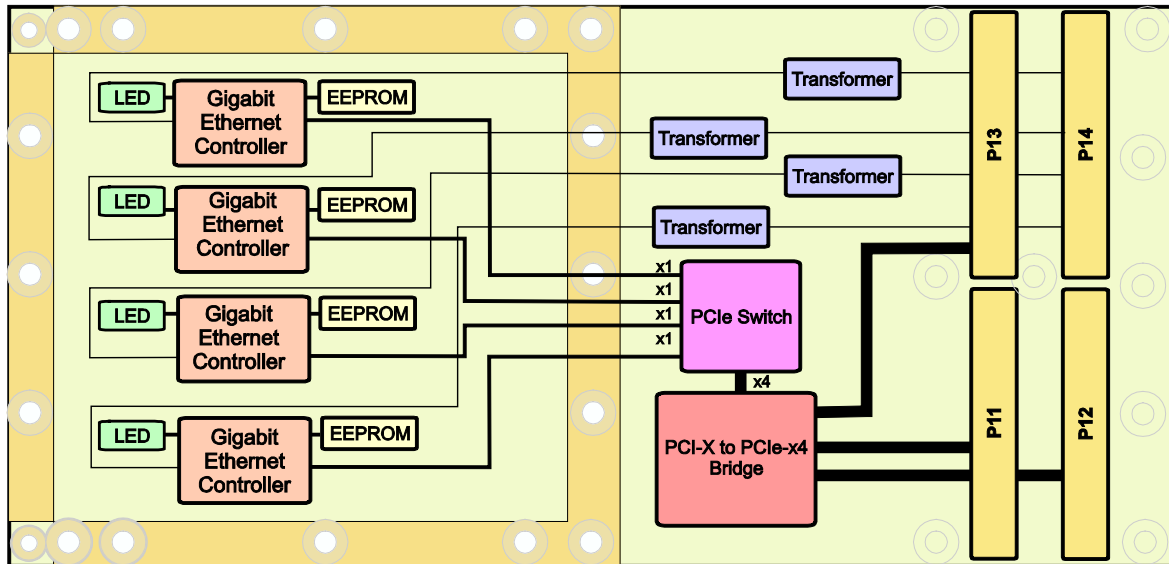 LED
Gigabit
Ethernet
Controller
EEPROM
LED
Gigabit
Ethernet
Controller
EEPROM
LED
Gigabit
Ethernet
Controller
EEPROM
LED
Gigabit
Ethernet
Controller
EEPROM
Transformer
Transformer
Transformer
Transformer
x1
x1
x1
x1
PCIe Switch
x4
PCI-X to PCIe-x4
Bridge
P13
P14
P11
P12